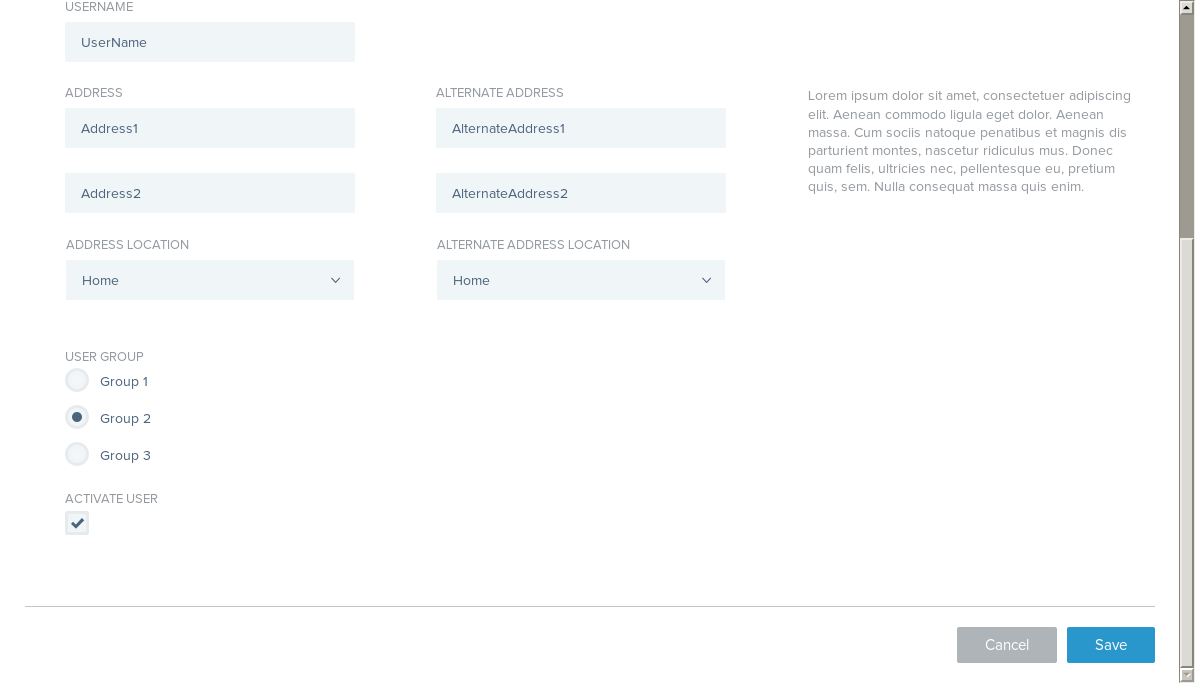 USERNAME
UserName
ADDRESS
Address1
Address2
ALTERNATE ADDRESS
AlternateAddress1
AlternateAddress2
Lorem ipsum dolor sit amet, consectetuer adipiscing
elit. Aenean commodo ligula eget dolor. Aenean
massa. Cum sociis natoque penatibus et magnis dis
parturient montes, nascetur ridiculus mus. Donec
quam felis, ultricies nec, pellentesque eu, pretium
quis, sem. Nulla consequat massa quis enim.
ADDRESS LOCATION
Home
ALTERNATE ADDRESS LOCATION
Home
USER GROUP
Group 1
Group 2
Group 3
ACTIVATE USER
Cancel
Save